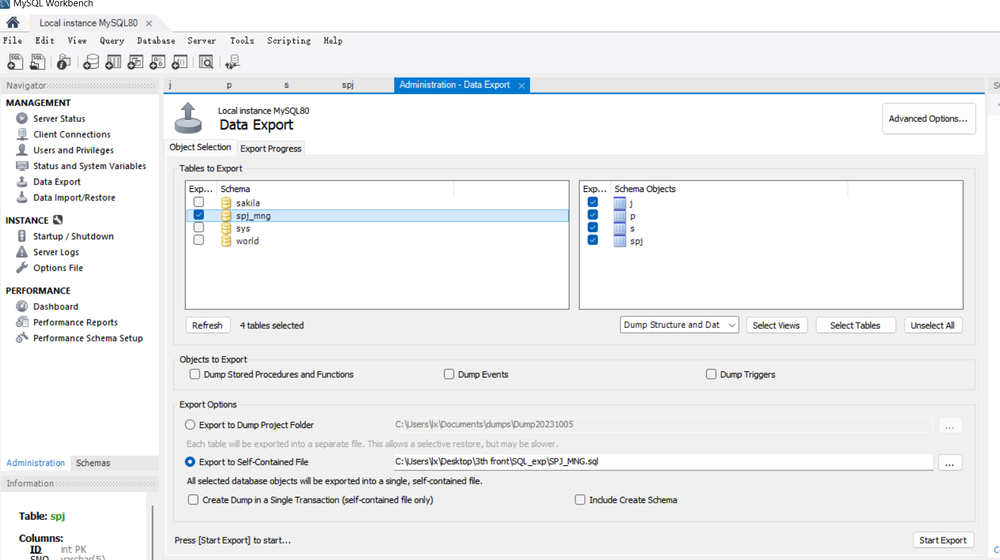 MySQL Workbench
Local instance MySQL80
File Edit View Query Database Server Tools Scripting Help
Navigator
MANAGEMENT
Server Status
Client Connections
Users and Privileges
Status and System Variables
Data Export
Data Import/Restore
INSTANCE
Startup / Shutdown
Server Logs
Options File
PERFORMANCE
Dashboard
Performance Reports
Performance Schema Setup
Administration Schemas
Information
Table: spj
Columns:
ID int PK
SNO varchar(5)
j p s spj Administration - Data Export
Local instance MySQL80
Data Export
Advanced Options...
Object Selection Export Progress
Tables to Export
Exp... Schema
sakila
spj_mng
sys
world
Exp... Schema Objects
j
p
s
spj
Refresh 4 tables selected
Dump Structure and Dat Select Views Select Tables Unselect All
Objects to Export
Dump Stored Procedures and Functions Dump Events Dump Triggers
Export Options
Export to Dump Project Folder C:\Users\lx\Documents\dumps\Dump20231005 ...
Each table will be exported into a separate file. This allows a selective restore, but may be slower.
Export to Self-Contained File C:\Users\lx\Desktop\3th front\SQL_exp\SPJ_MNG.sql ...
All selected database objects will be exported into a single, self-contained file.
Create Dump in a Single Transaction (self-contained file only) Include Create Schema
Press [Start Export] to start... Start Export